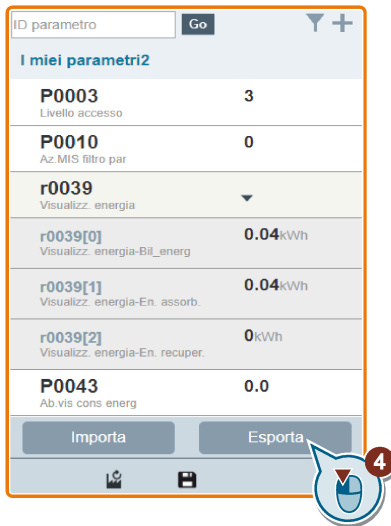 ID parametro Go
I miei parametri2
P0003 3
Livello accesso
P0010 0
Az.MIS filtro par
r0039
Visualizz. energia
r0039[0] 0.04kWh
Visualizz. energia-Bil_energ
r0039[1] 0.04kWh
Visualizz. energia-En. assorb.
r0039[2] 0kWh
Visualizz. energia-En. recuper.
P0043 0.0
Ab.vis cons energ
Importa Esporta
4